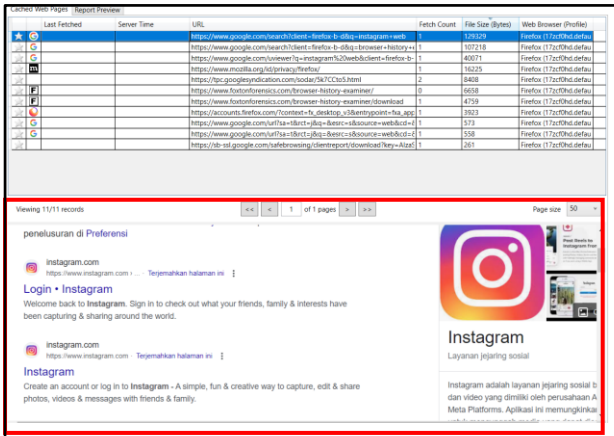 Cached Web Pages Report Preview
Last Fetched Server Time URL Fetch Count File Size (Bytes) Web Browser (Profile)
https://www.google.com/search?client=firefox-b-d&q=instagram+web 1 129329 Firefox (17zcf0hd.defau
https://www.google.com/search?client=firefox-b-d&q=browser+history+e 1 107218 Firefox (17zcf0hd.defau
https://www.google.com/uviewer?q=instagram%20web&client=firefox-b- 1 40071 Firefox (17zcf0hd.defau
https://www.mozilla.org/id/privacy/firefox/ 1 16225 Firefox (17zcf0hd.defau
https://tpc.googlesyndication.com/sodar/5k7CCto5.html 2 8408 Firefox (17zcf0hd.defau
https://www.foxtonforensics.com/browser-history-examiner/ 0 6658 Firefox (17zcf0hd.defau
https://www.foxtonforensics.com/browser-history-examiner/download 1 4759 Firefox (17zcf0hd.defau
https://accounts.firefox.com/?context=fx_desktop_v3&entrypoint=fxa_app 1 3923 Firefox (17zcf0hd.defau
https://www.google.com/url?sa=t&rct=j&q=&esrc=s&source=web&cd=& 1 573 Firefox (17zcf0hd.defau
https://www.google.com/url?sa=t&rct=j&q=&esrc=s&source=web&cd=& 1 558 Firefox (17zcf0hd.defau
https://sb-ssl.google.com/safebrowsing/clientreport/download?key=AIzaS 1 261 Firefox (17zcf0hd.defau
Viewing 11/11 records << < 1 of 1 pages > >> Page size 50
penelusuran di Preferensi
instagram.com
https://www.instagram.com › ... · Terjemahkan halaman ini
Login • Instagram
Welcome back to Instagram. Sign in to check out what your friends, family & interests have
been capturing & sharing around the world.
instagram.com
https://www.instagram.com · Terjemahkan halaman ini
Instagram
Create an account or log in to Instagram - A simple, fun & creative way to capture, edit & share
photos, videos & messages with friends & family.
Post Reels to
Instagram from
Instagram
Layanan jejaring sosial
Instagram adalah layanan jejaring sosial b
dan video yang dimiliki oleh perusahaan A
Meta Platforms. Aplikasi ini memungkinka